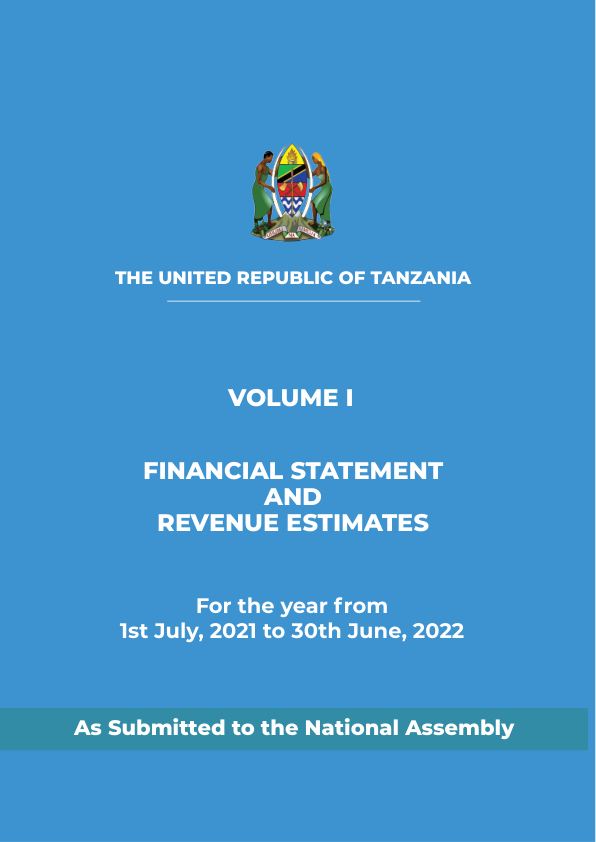 THE UNITED REPUBLIC OF TANZANIA
VOLUME I
FINANCIAL STATEMENT
AND
REVENUE ESTIMATES
For the year from
1st July, 2021 to 30th June, 2022
As Submitted to the National Assembly